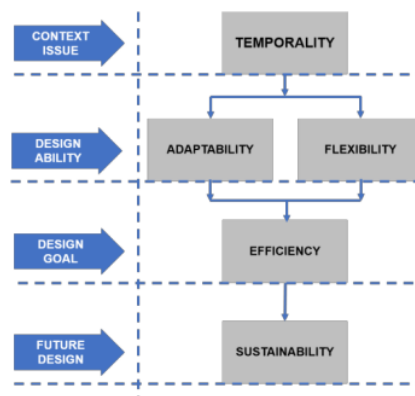 CONTEXT
ISSUE
TEMPORALITY
DESIGN
ABILITY
ADAPTABILITY
FLEXIBILITY
DESIGN
GOAL
EFFICIENCY
FUTURE
DESIGN
SUSTAINABILITY